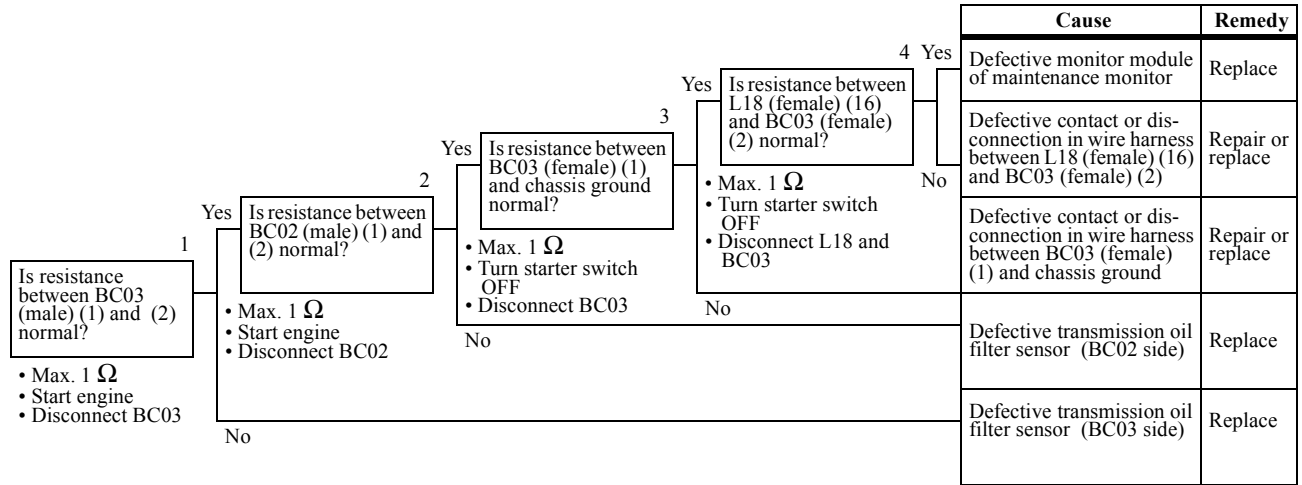 1
Is resistance
between BC03
(male) (1) and (2)
normal?
• Max. 1 Ω
• Start engine
• Disconnect BC03
Yes
No
2
Is resistance between
BC02 (male) (1) and
(2) normal?
• Max. 1 Ω
• Start engine
• Disconnect BC02
Yes
No
3
Is resistance between
BC03 (female) (1)
and chassis ground
normal?
• Max. 1 Ω
• Turn starter switch
OFF
• Disconnect BC03
Yes
No
4
Is resistance between
L18 (female) (16)
and BC03 (female)
(2) normal?
• Max. 1 Ω
• Turn starter switch
OFF
• Disconnect L18 and
BC03
Yes
No
Cause
Remedy
Defective monitor module
of maintenance monitor
Replace
Defective contact or dis-
connection in wire harness
between L18 (female) (16)
and BC03 (female) (2)
Repair or
replace
Defective contact or dis-
connection in wire harness
between BC03 (female)
(1) and chassis ground
Repair or
replace
Defective transmission oil
filter sensor (BC02 side)
Replace
Defective transmission oil
filter sensor (BC03 side)
Replace